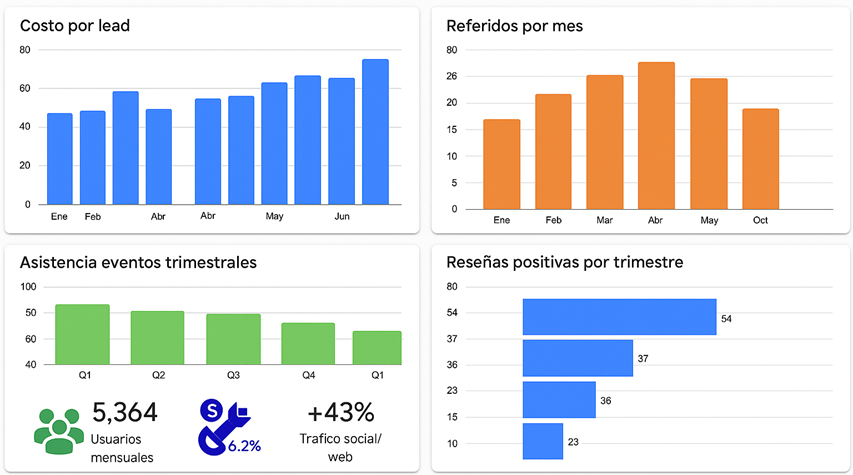 Costo por lead
80
60
40
20
0
Ene Feb Abr Abr May Jun
Referidos por mes
80
26
20
15
10
5
0
Ene Feb Mar Abr May Oct
Asistencia eventos trimestrales
100
50
60
40
Q1 Q2 Q3 Q4 Q1
5,364
Usuarios
mensuales
S
6.2%
+43%
Trafico social/
web
Reseñas positivas por trimestre
80
54
37
36
23
15
10
54
37
36
23